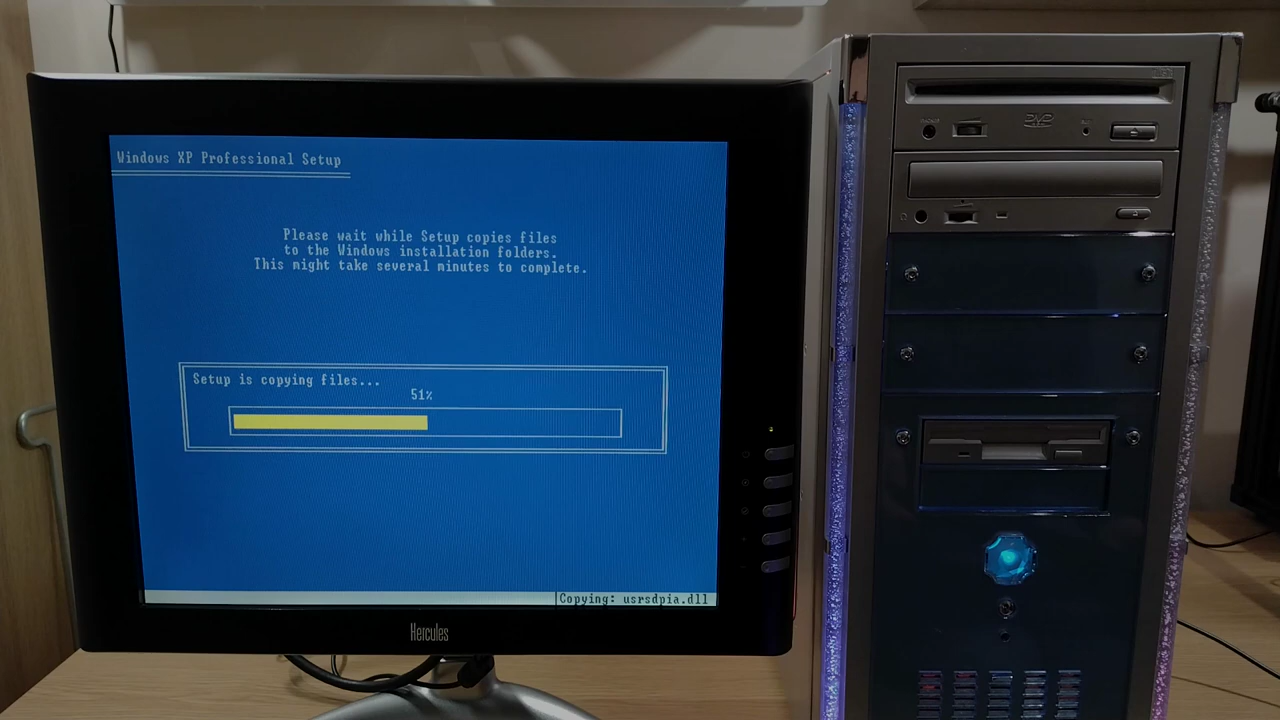 Windows XP Professional Setup
Please wait while Setup copies files
to the Windows installation folders.
This might take several minutes to complete.
Setup is copying files...
51%
Copying: usrsdpia.dll
Hercules
DVD